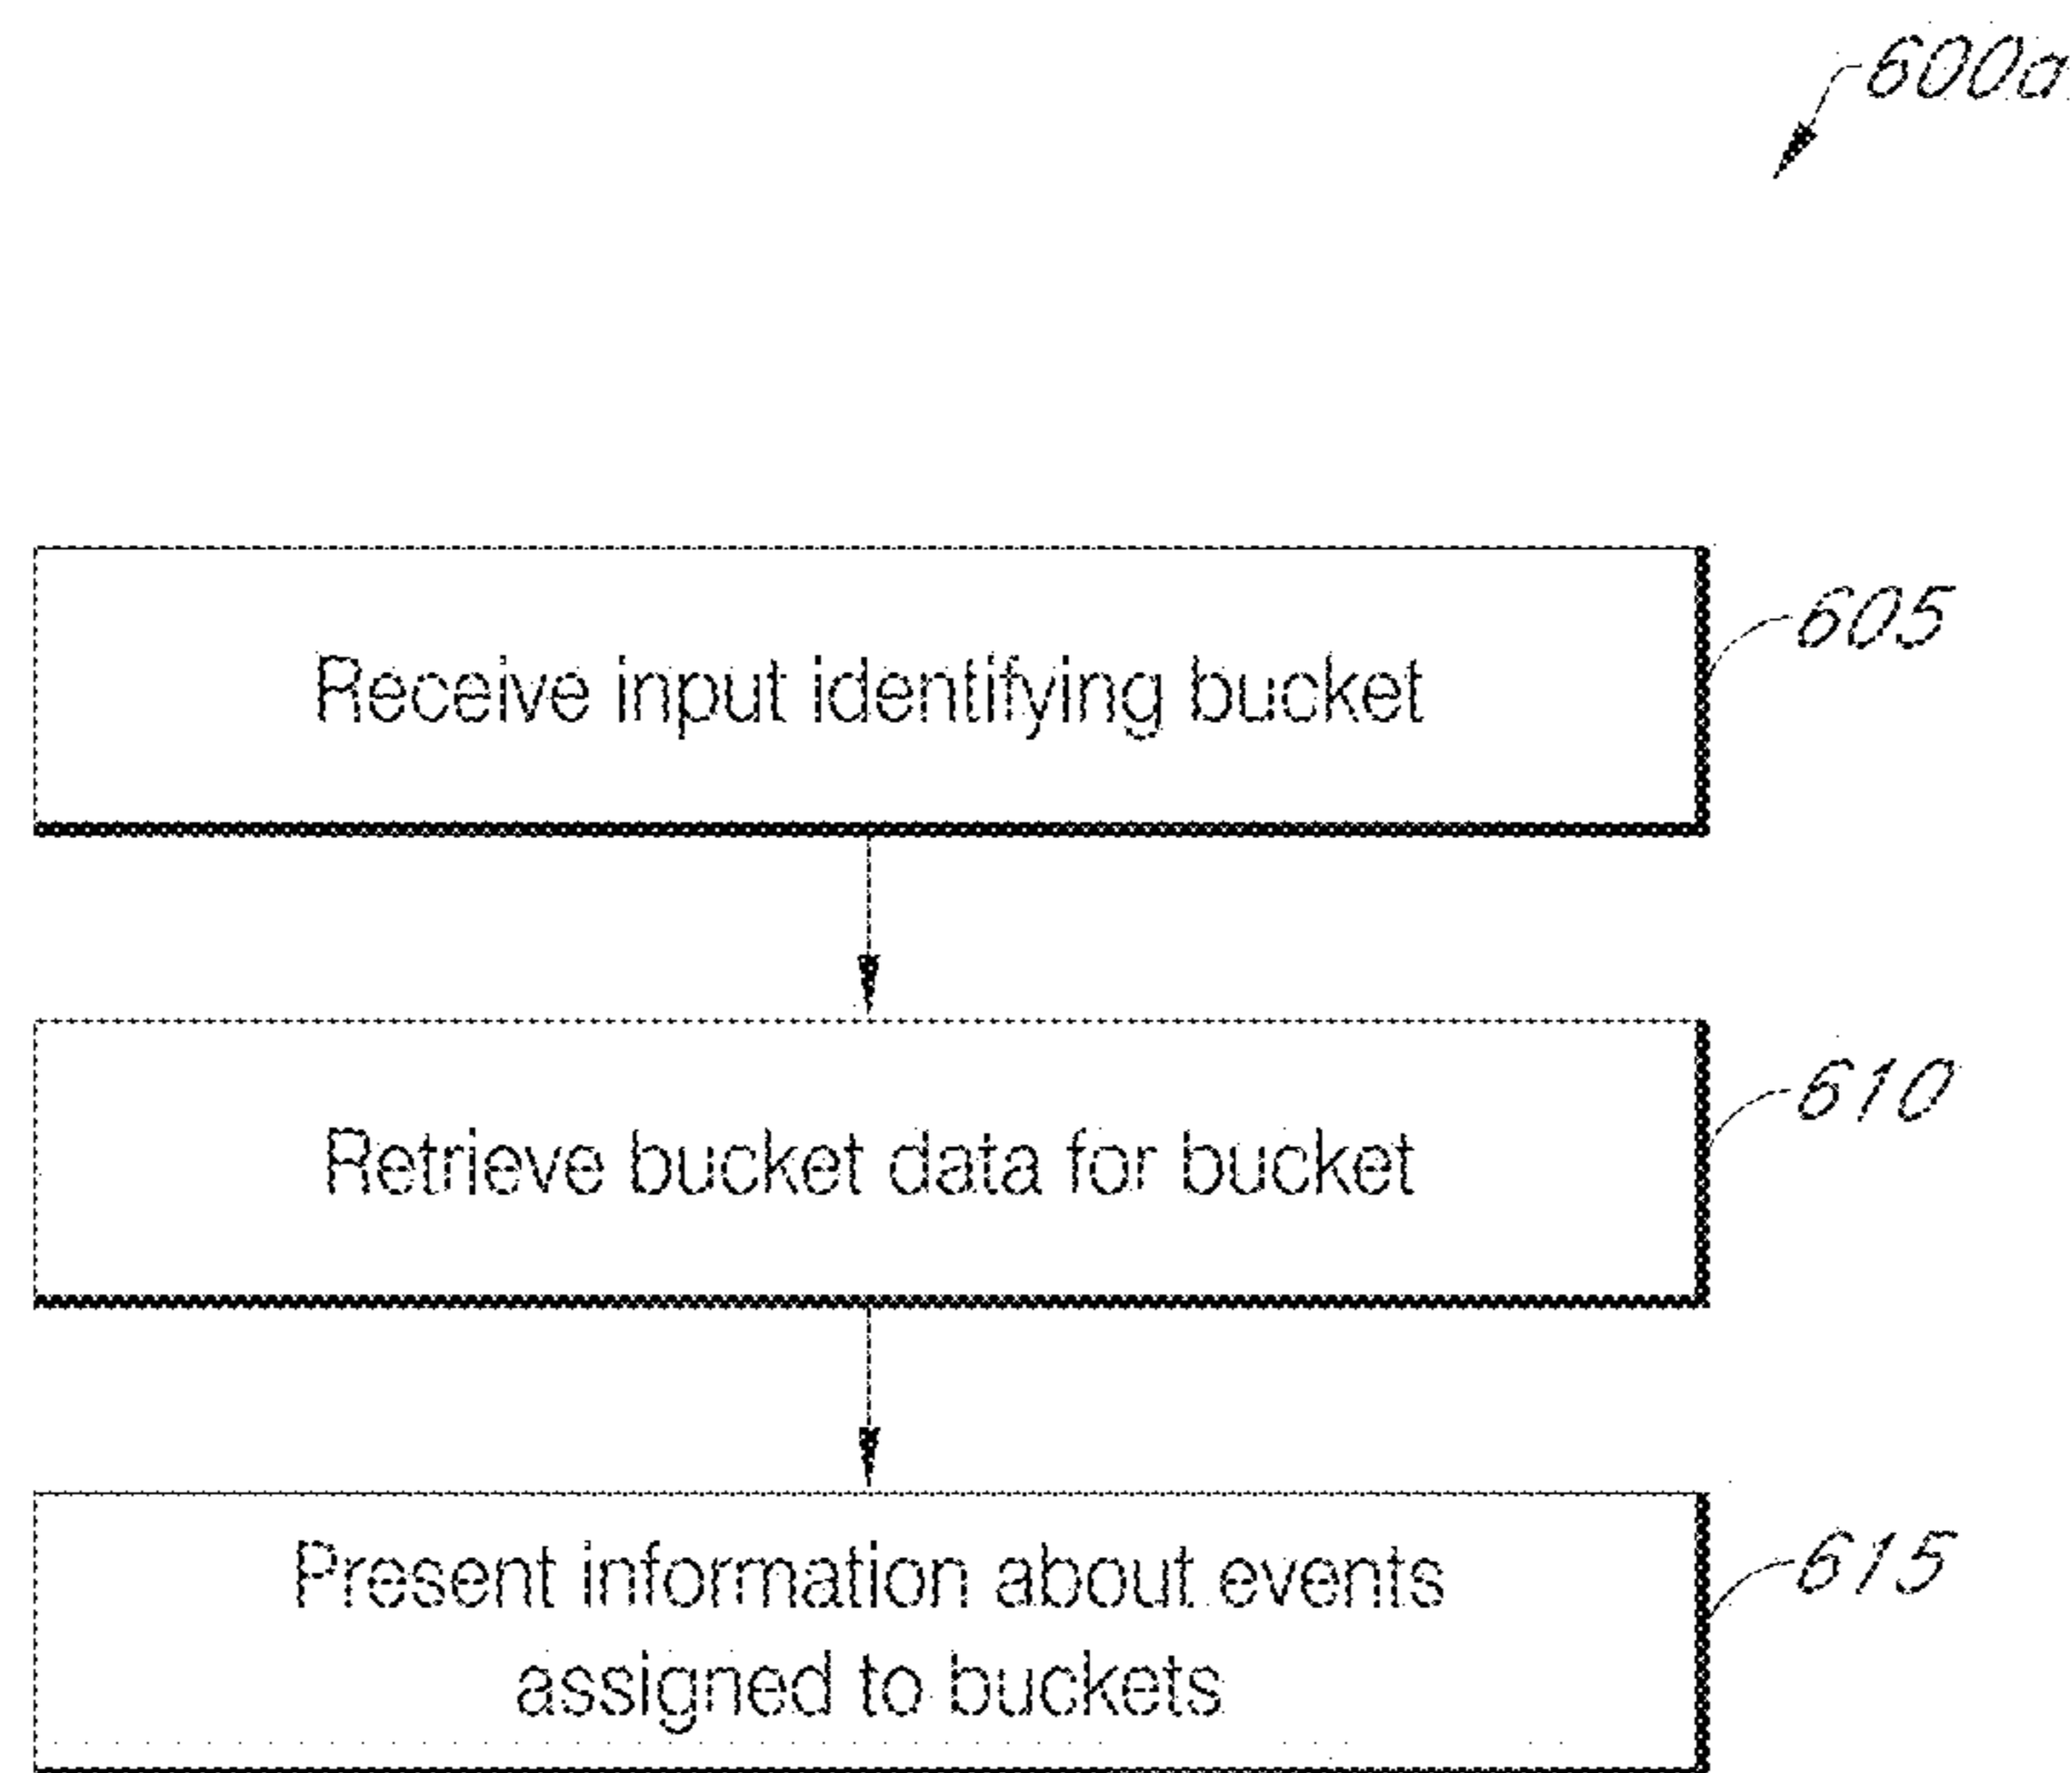 600a
Receive input identifying bucket
605
Retrieve bucket data for bucket
610
Present information about events
assigned to buckets
615